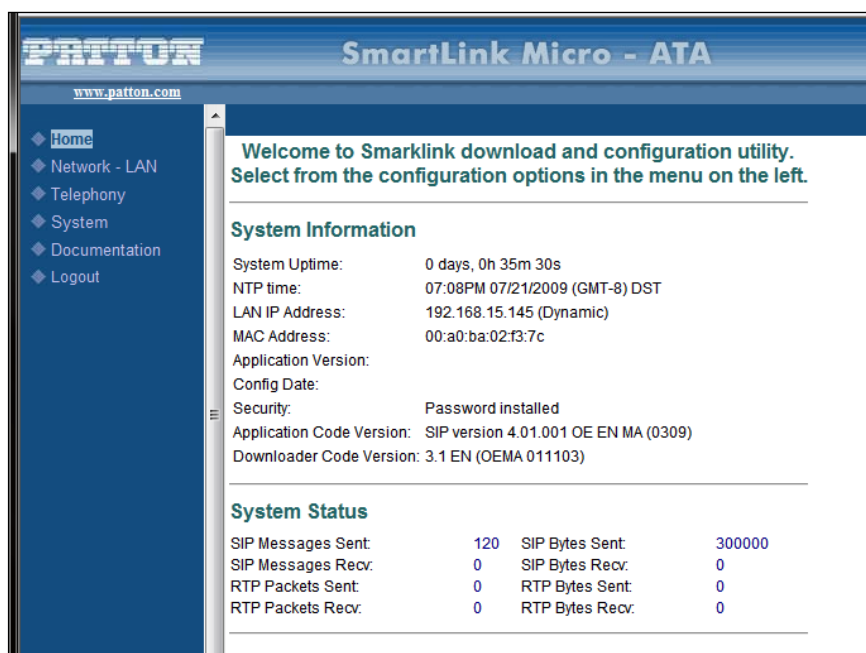 PATTON
SmartLink Micro - ATA
www.patton.com
Home
Network - LAN
Telephony
System
Documentation
Logout
Welcome to Smarklink download and configuration utility.
Select from the configuration options in the menu on the left.
System Information
System Uptime: 0 days, 0h 35m 30s
NTP time: 07:08PM 07/21/2009 (GMT-8) DST
LAN IP Address: 192.168.15.145 (Dynamic)
MAC Address: 00:a0:ba:02:f3:7c
Application Version:
Config Date:
Security: Password installed
Application Code Version: SIP version 4.01.001 OE EN MA (0309)
Downloader Code Version: 3.1 EN (OEMA 011103)
System Status
SIP Messages Sent: 120 SIP Bytes Sent: 300000
SIP Messages Recv: 0 SIP Bytes Recv: 0
RTP Packets Sent: 0 RTP Bytes Sent: 0
RTP Packets Recv: 0 RTP Bytes Recv: 0